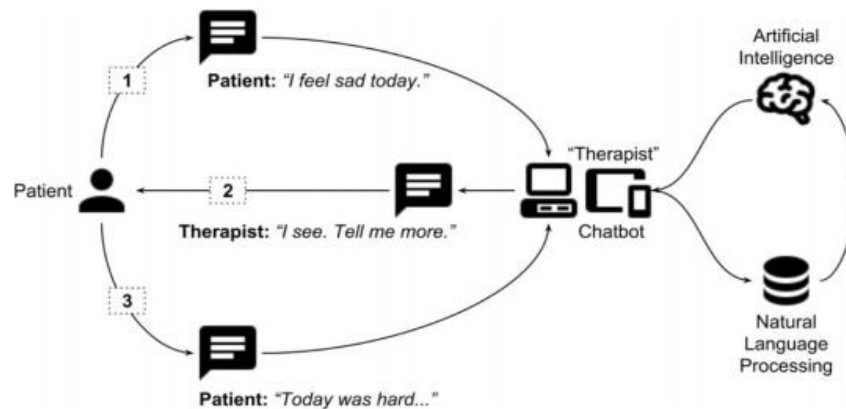 Artificial
Intelligence
1
Patient: “I feel sad today.”
“Therapist”
Patient
2
Therapist: “I see. Tell me more.”
Chatbot
3
Natural
Language
Processing
Patient: “Today was hard...”